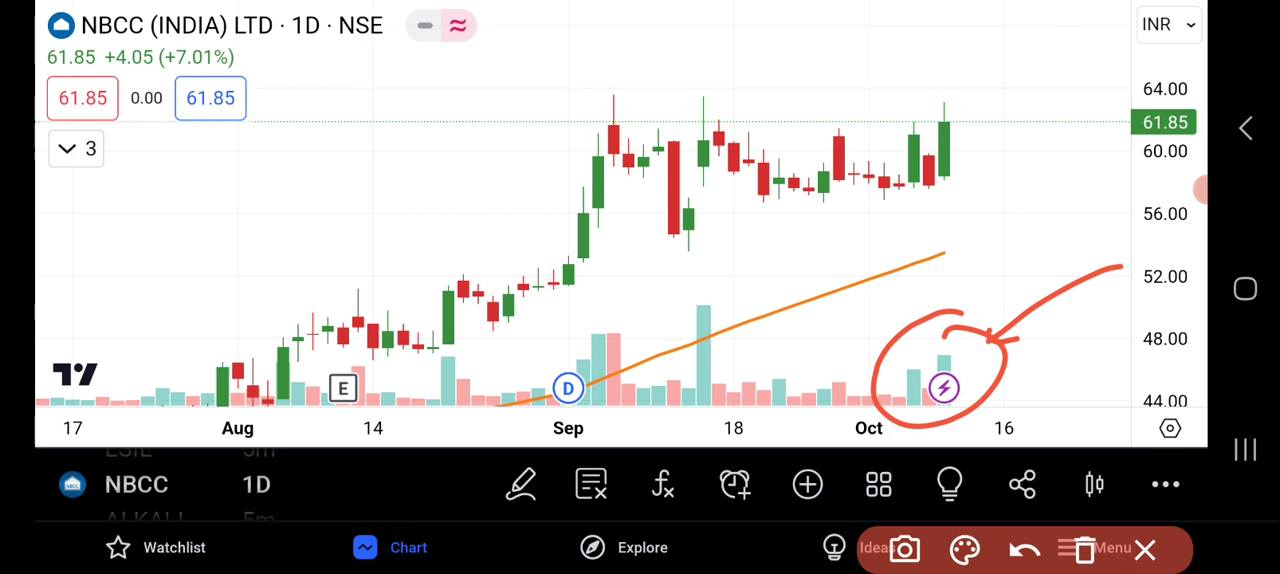 NBCC (INDIA) LTD · 1D · NSE
INR
61.85 +4.05 (+7.01%)
61.85 0.00 61.85
3
64.00
61.85
60.00
56.00
52.00
48.00
44.00
E
D
17 Aug 14 Sep 18 Oct 16
NBCC 1D
Watchlist Chart Explore Ideas Menu